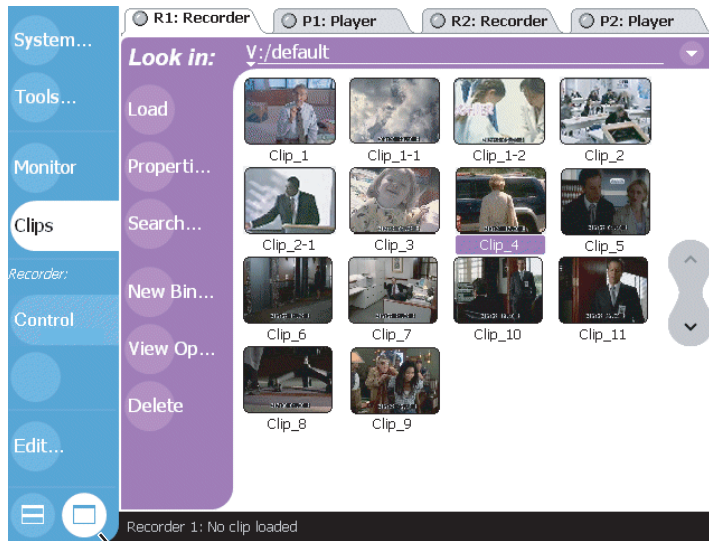 R1: Recorder
P1: Player
R2: Recorder
P2: Player
System...
Tools...
Monitor
Clips
Recorder:
Control
Edit...
Look in:
V:/default
Load
Properti...
Search...
New Bin...
View Op...
Delete
Clip_1
Clip_1-1
Clip_1-2
Clip_2
Clip_2-1
Clip_3
Clip_4
Clip_5
Clip_6
Clip_7
Clip_10
Clip_11
Clip_8
Clip_9
Recorder 1: No clip loaded